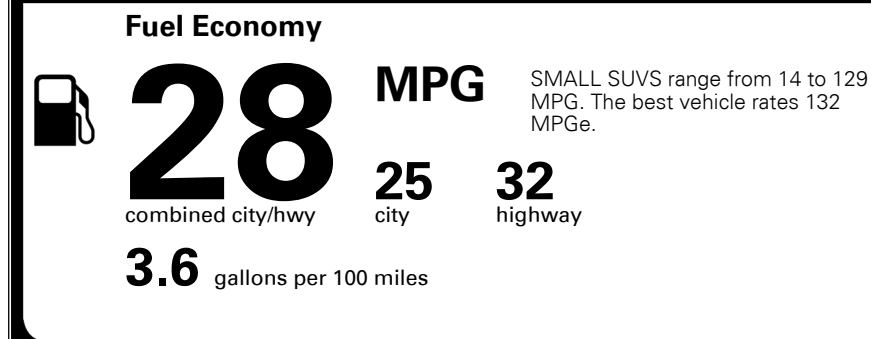 Fuel Economy
28
MPG
SMALL SUVS range from 14 to 129
MPG. The best vehicle rates 132
MPGe.
25 32
combined city/hwy city highway
3.6 gallons per 100 miles